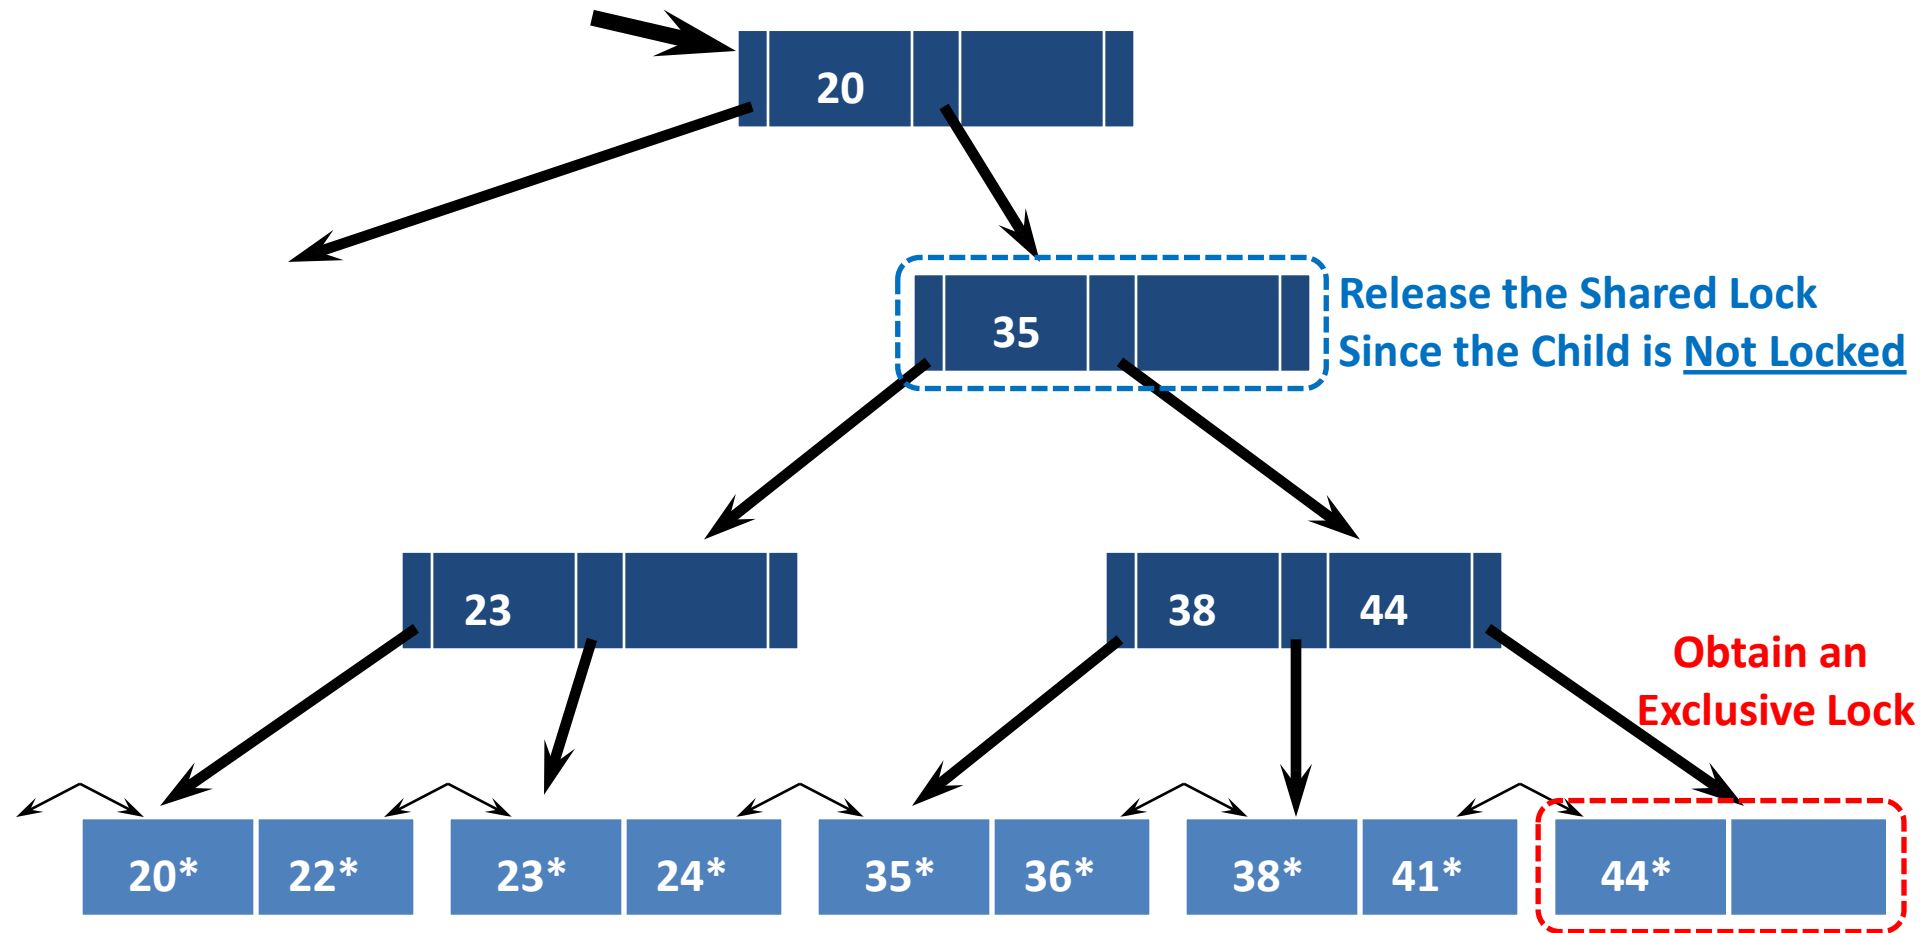 20
Release the Shared Lock
Since the Child is Not Locked
35
23
38 44
Obtain an
Exclusive Lock
20* 22* 23* 24* 35* 36* 38* 41* 44*